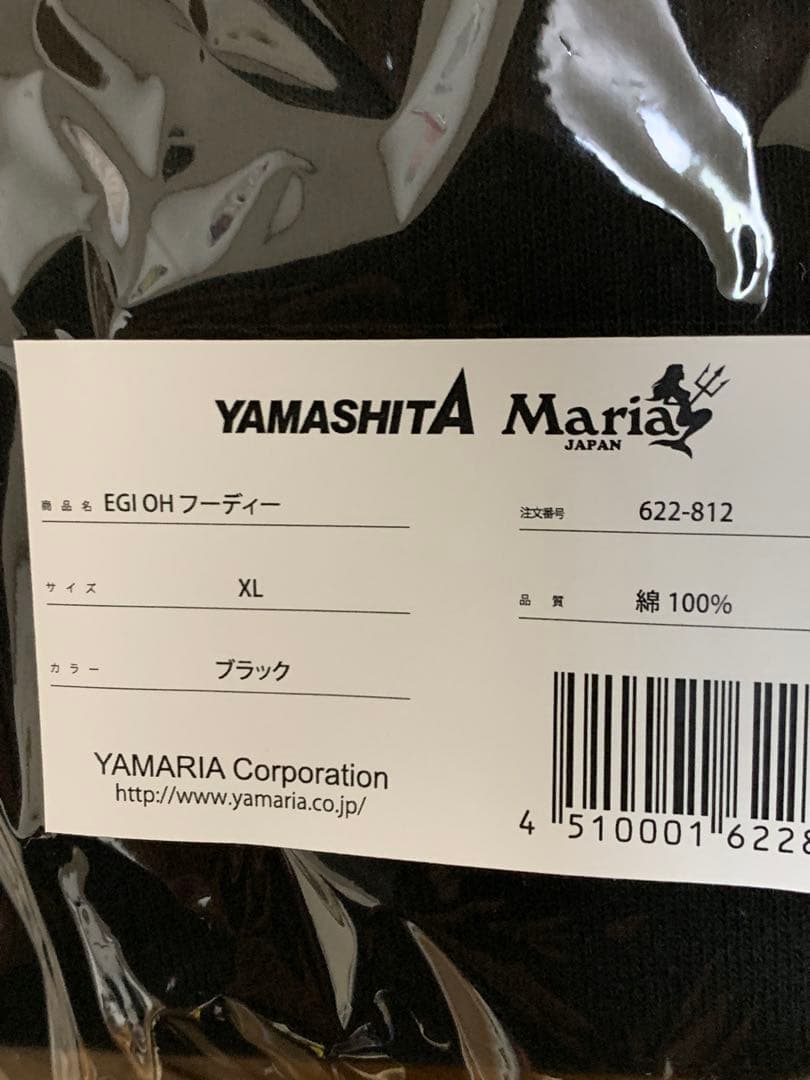 YAMASHITA Maria
JAPAN
商品名 EGI OH フーディー
注文番号 622-812
サイズ XL
品質 綿 100%
カラー ブラック
YAMARIA Corporation
http://www.yamaria.co.jp/
4 510001 6228